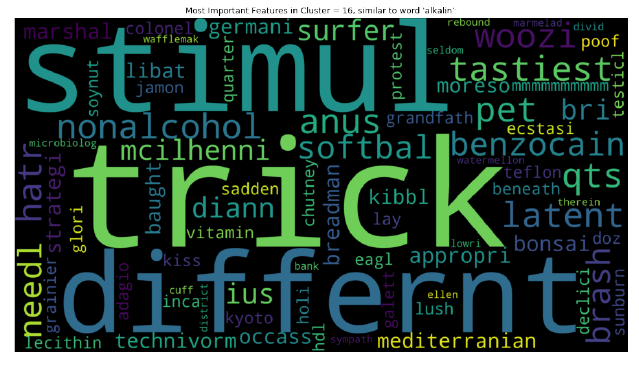 Most Important Features in Cluster = 16, similar to word 'alkalin'
marshal colonel germani surfer rebound marmelad divid
wafflemak woozi poof
stimul
soynut libat quarter protest seldom tastiest testicl
jamon moreso mmmmmmmmmm
nonalcohol anus grandfath pet bri
microbiolog mcilhenni softbal ecstasi benzocain
hatr strategi trick watermellon
baught sadden diann chutney breadman kibbl teflon qts
glori vitamin lay beneath therein latent
kiss bank eagl lowri appropri bonsai doz
needl grainier differnt brash
adagio cuff inca district ius holi galett ellen lush declici sunburn
kyoto
lecithin technivorm occass hdl sympath mediterranian